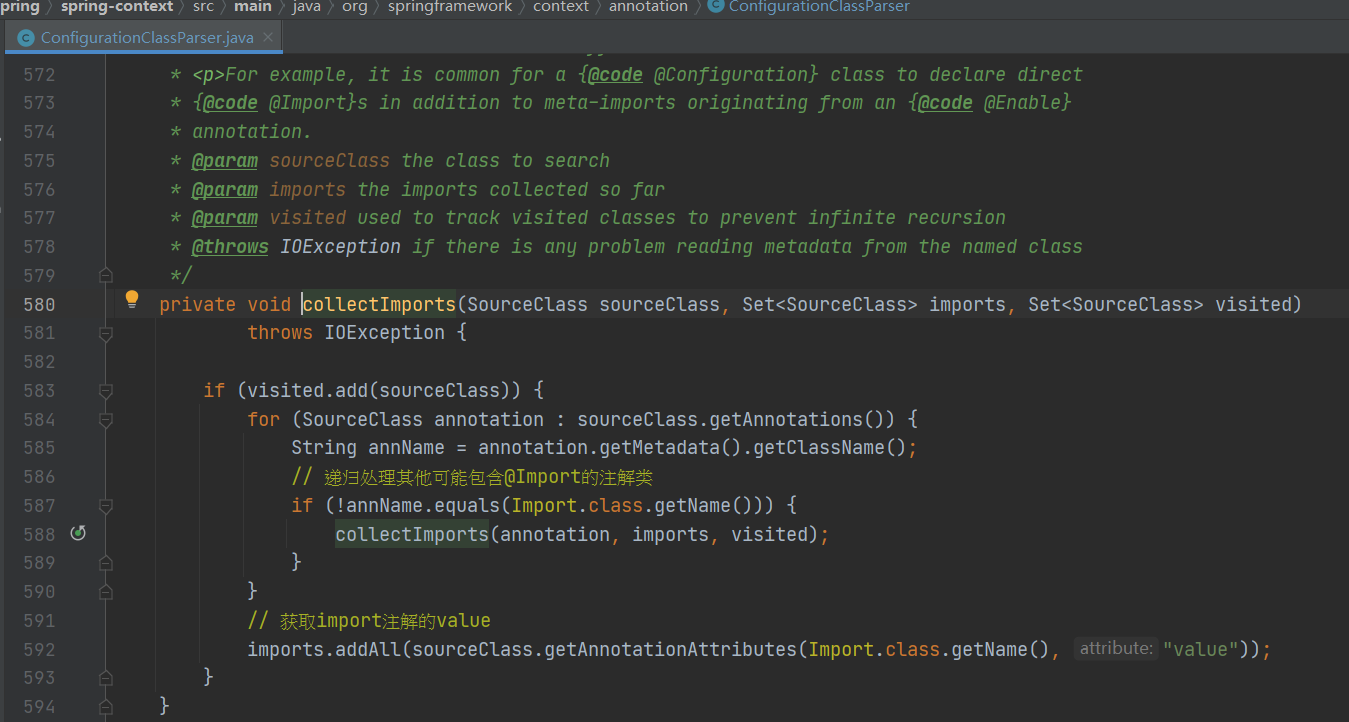 pring › spring-context › src › main › java › org › springframework › context › annotation › ConfigurationClassParser
ConfigurationClassParser.java ×
572 * <p>For example, it is common for a {@code @Configuration} class to declare direct
573 * {@code @Import}s in addition to meta-imports originating from an {@code @Enable}
574 * annotation.
575 * @param sourceClass the class to search
576 * @param imports the imports collected so far
577 * @param visited used to track visited classes to prevent infinite recursion
578 * @throws IOException if there is any problem reading metadata from the named class
579 */
580 private void collectImports(SourceClass sourceClass, Set<SourceClass> imports, Set<SourceClass> visited)
581 throws IOException {
582
583 if (visited.add(sourceClass)) {
584 for (SourceClass annotation : sourceClass.getAnnotations()) {
585 String annName = annotation.getMetadata().getClassName();
586 // 递归处理其他可能包含@Import的注解类
587 if (!annName.equals(Import.class.getName())) {
588 collectImports(annotation, imports, visited);
589 }
590 }
591 // 获取import注解的value
592 imports.addAll(sourceClass.getAnnotationAttributes(Import.class.getName(), attribute: "value"));
593 }
594 }